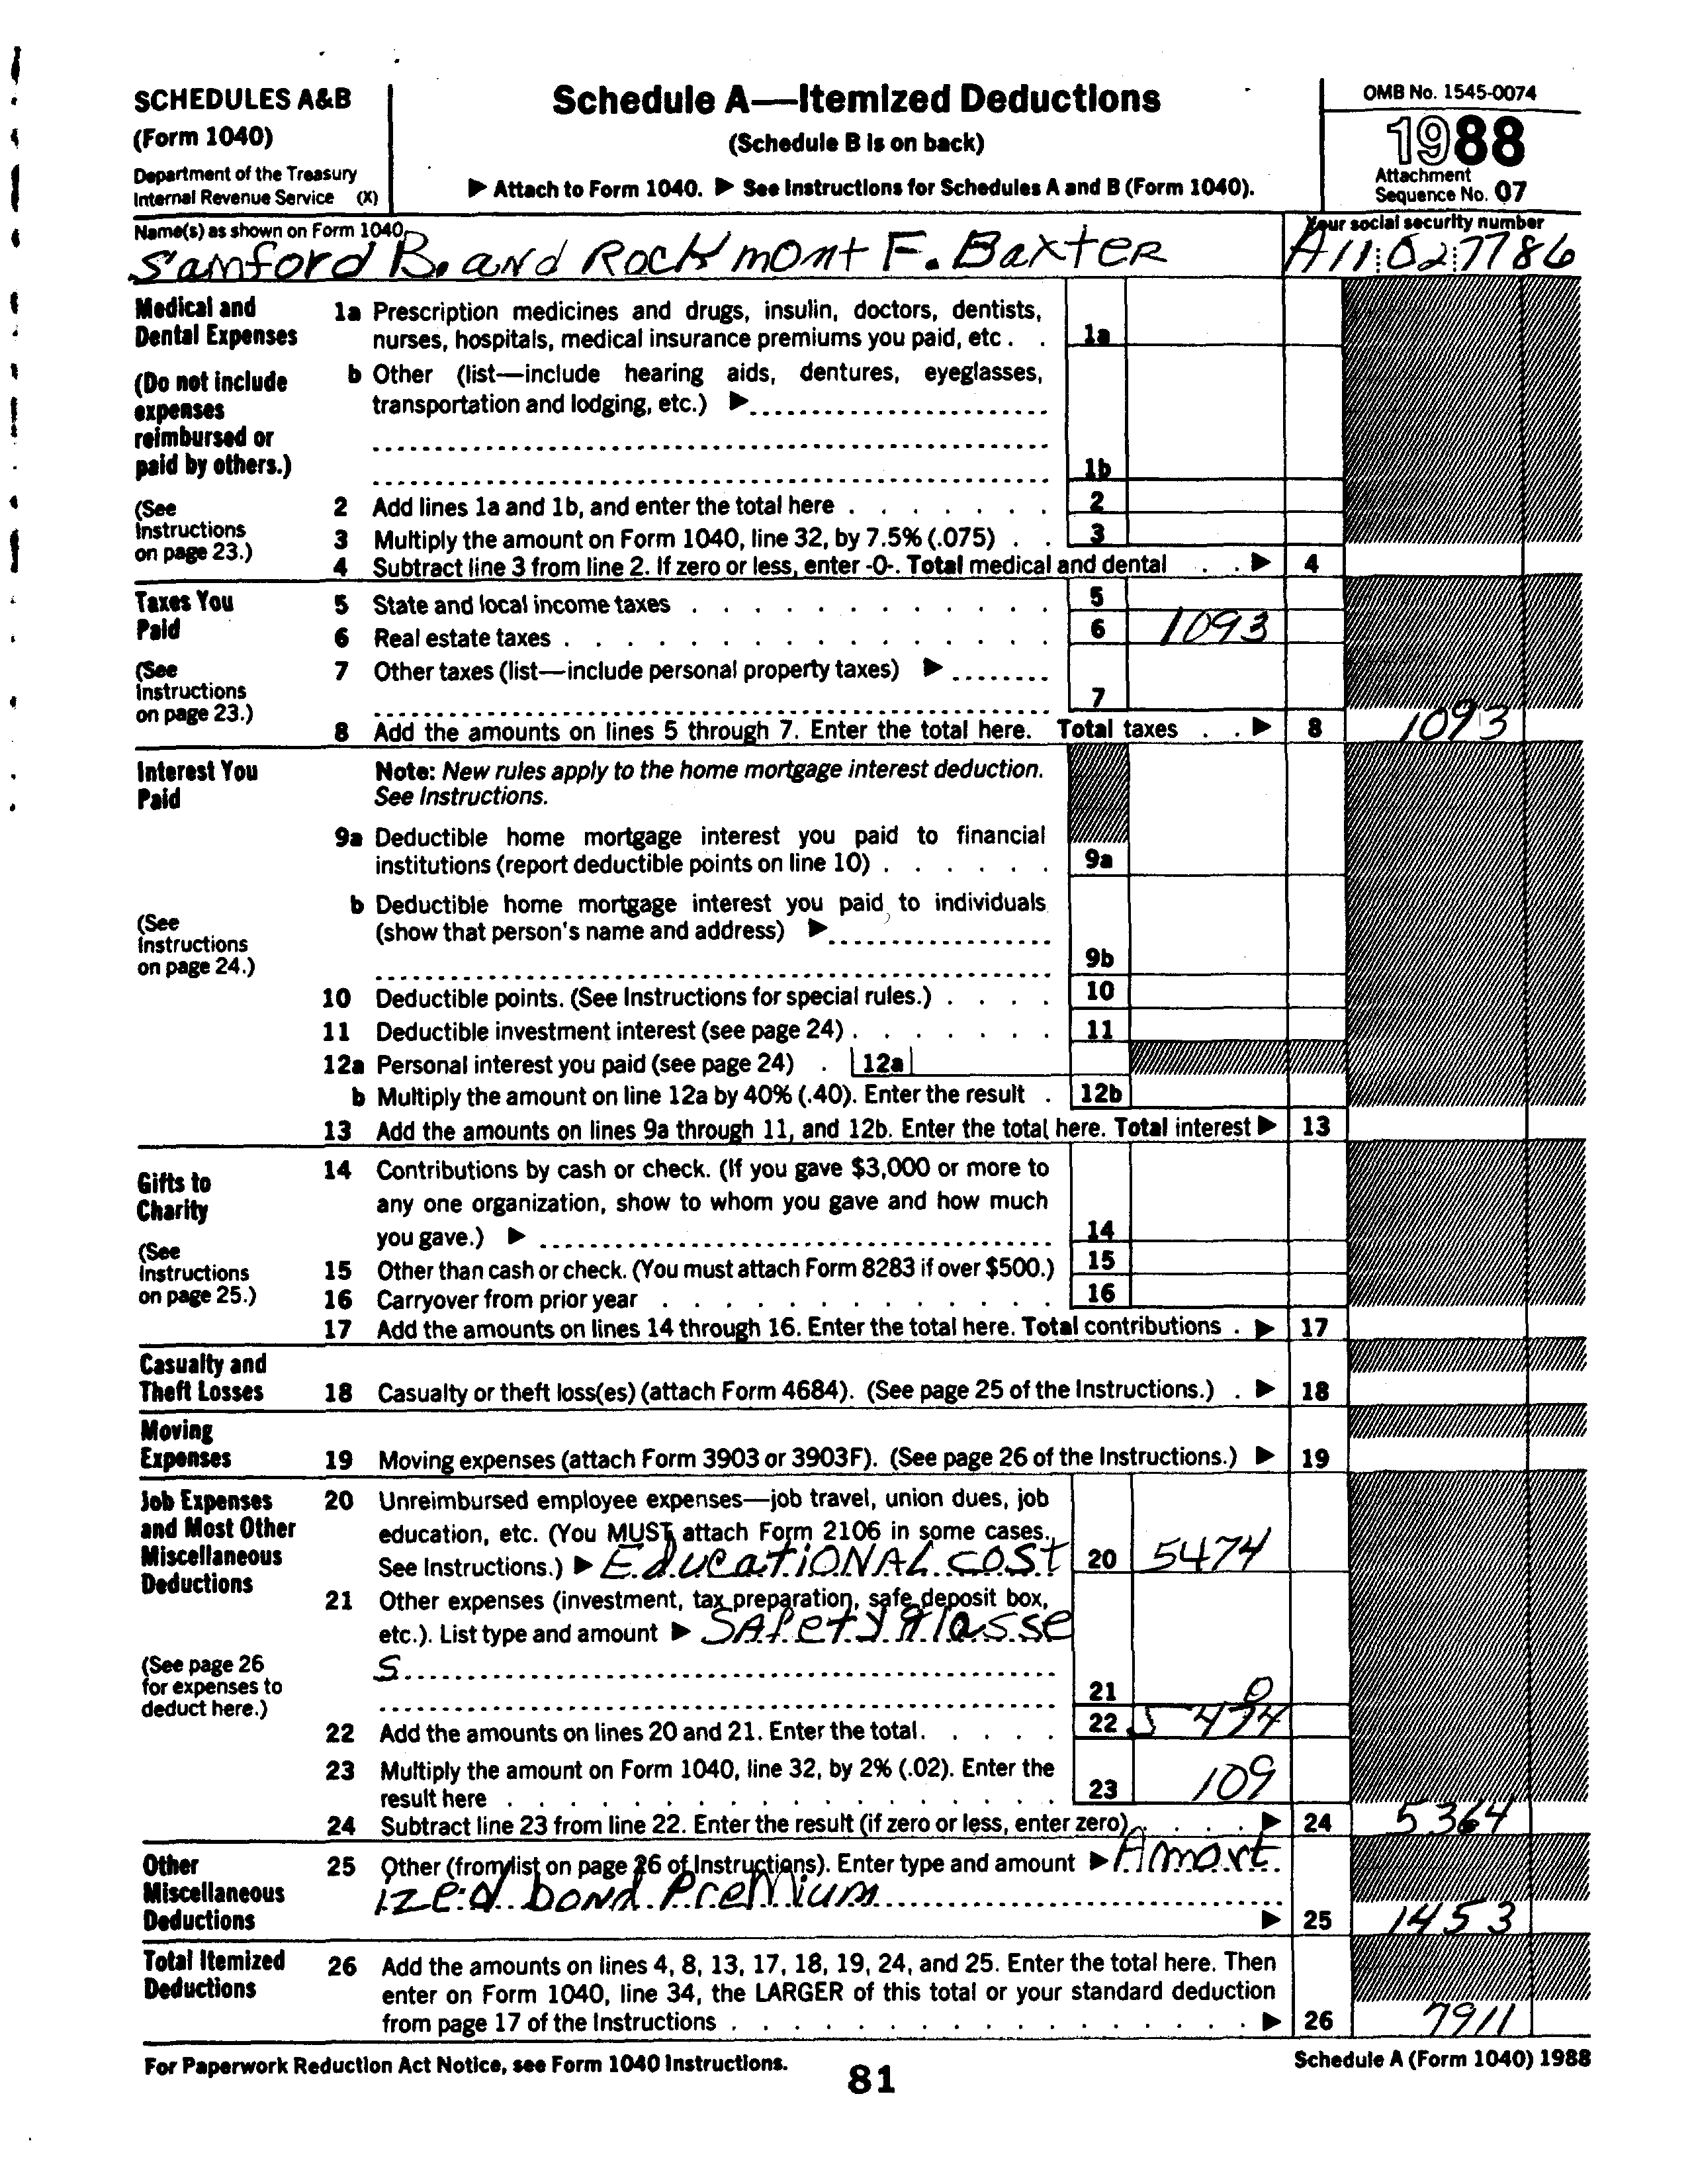 SCHEDULES A&B
(Form 1040)
Department of the Treasury
Internal Revenue Service (X)
Schedule A—Itemized Deductions
(Schedule B is on back)
▶ Attach to Form 1040. ▶ See Instructions for Schedules A and B (Form 1040).
OMB No. 1545-0074
1988
Attachment
Sequence No. 07
Name(s) as shown on Form 1040
Sanford B. and Rockmont F. Baxter
Your social security number
A11:02:7786
Medical and
Dental Expenses
(Do not include
expenses
reimbursed or
paid by others.)
(See
Instructions
on page 23.)
1a Prescription medicines and drugs, insulin, doctors, dentists,
nurses, hospitals, medical insurance premiums you paid, etc . . 1a
b Other (list—include hearing aids, dentures, eyeglasses,
transportation and lodging, etc.) ▶
1b
2 Add lines 1a and 1b, and enter the total here . . . . . . . 2
3 Multiply the amount on Form 1040, line 32, by 7.5% (.075) . . 3
4 Subtract line 3 from line 2. If zero or less, enter -0-. Total medical and dental . . ▶ 4
Taxes You
Paid
(See
Instructions
on page 23.)
5 State and local income taxes . . . . . . . . . . . . 5
6 Real estate taxes . . . . . . . . . . . . . . . . 6 1093
7 Other taxes (list—include personal property taxes) ▶
7
8 Add the amounts on lines 5 through 7. Enter the total here. Total taxes . . ▶ 8 1093
Interest You
Paid
(See
Instructions
on page 24.)
Note: New rules apply to the home mortgage interest deduction.
See Instructions.
9a Deductible home mortgage interest you paid to financial
institutions (report deductible points on line 10) . . . . . . 9a
b Deductible home mortgage interest you paid to individuals
(show that person's name and address) ▶
9b
10 Deductible points. (See Instructions for special rules.) . . . . 10
11 Deductible investment interest (see page 24) . . . . . . . 11
12a Personal interest you paid (see page 24) . 12a
b Multiply the amount on line 12a by 40% (.40). Enter the result . 12b
13 Add the amounts on lines 9a through 11, and 12b. Enter the total here. Total interest ▶ 13
Gifts to
Charity
(See
Instructions
on page 25.)
14 Contributions by cash or check. (If you gave $3,000 or more to
any one organization, show to whom you gave and how much
you gave.) ▶ 14
15 Other than cash or check. (You must attach Form 8283 if over $500.) 15
16 Carryover from prior year . . . . . . . . . . . . . 16
17 Add the amounts on lines 14 through 16. Enter the total here. Total contributions . ▶ 17
Casualty and
Theft Losses
18 Casualty or theft loss(es) (attach Form 4684). (See page 25 of the Instructions.) . ▶ 18
Moving
Expenses
19 Moving expenses (attach Form 3903 or 3903F). (See page 26 of the Instructions.) ▶ 19
Job Expenses
and Most Other
Miscellaneous
Deductions
(See page 26
for expenses to
deduct here.)
20 Unreimbursed employee expenses—job travel, union dues, job
education, etc. (You MUST attach Form 2106 in some cases.
See Instructions.) ▶ EducatiONAL cost 20 5474
21 Other expenses (investment, tax preparation, safe deposit box,
etc.). List type and amount ▶ SAfety glasse
s
21 0
22 Add the amounts on lines 20 and 21. Enter the total. . . . . 22 5474
23 Multiply the amount on Form 1040, line 32, by 2% (.02). Enter the
result here . . . . . . . . . . . . . . . . . 23 109
24 Subtract line 23 from line 22. Enter the result (if zero or less, enter zero) . . . . ▶ 24 5364
Other
Miscellaneous
Deductions
25 Other (from list on page 26 of Instructions). Enter type and amount ▶ Amort
ized bond Premium
▶ 25 1453
Total Itemized
Deductions
26 Add the amounts on lines 4, 8, 13, 17, 18, 19, 24, and 25. Enter the total here. Then
enter on Form 1040, line 34, the LARGER of this total or your standard deduction
from page 17 of the Instructions . . . . . . . . . . . . . . . . . ▶ 26 7911
For Paperwork Reduction Act Notice, see Form 1040 Instructions.
Schedule A (Form 1040) 1988
81